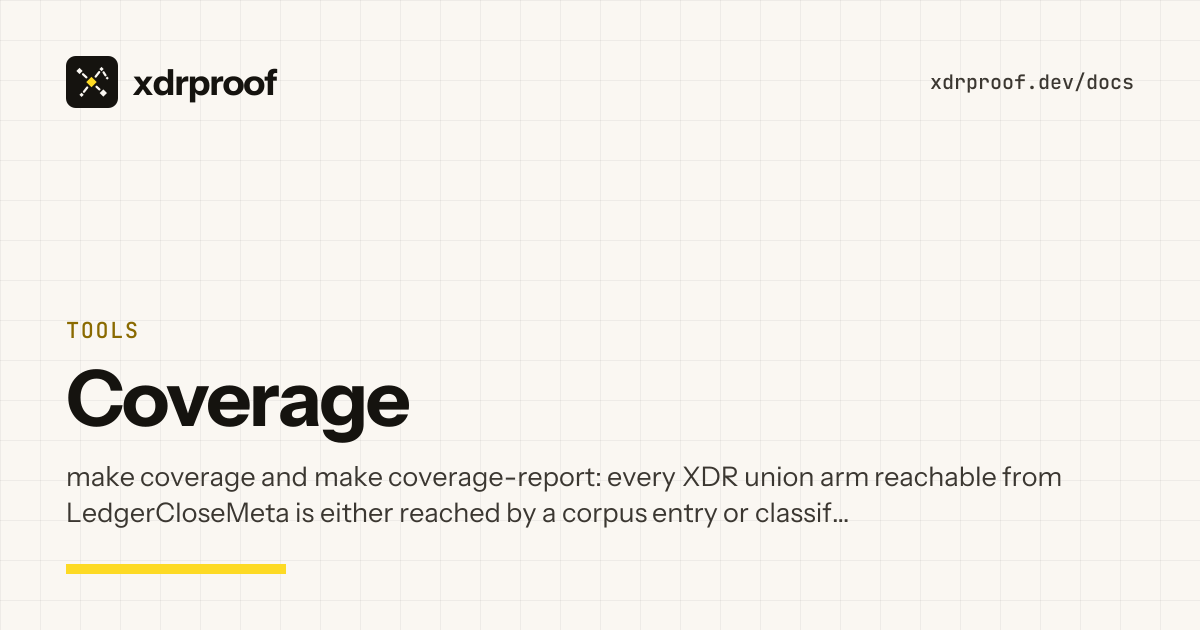 xdrproof
xdrproof.dev/docs
TOOLS
Coverage
make coverage and make coverage-report: every XDR union arm reachable from
LedgerCloseMeta is either reached by a corpus entry or classif...